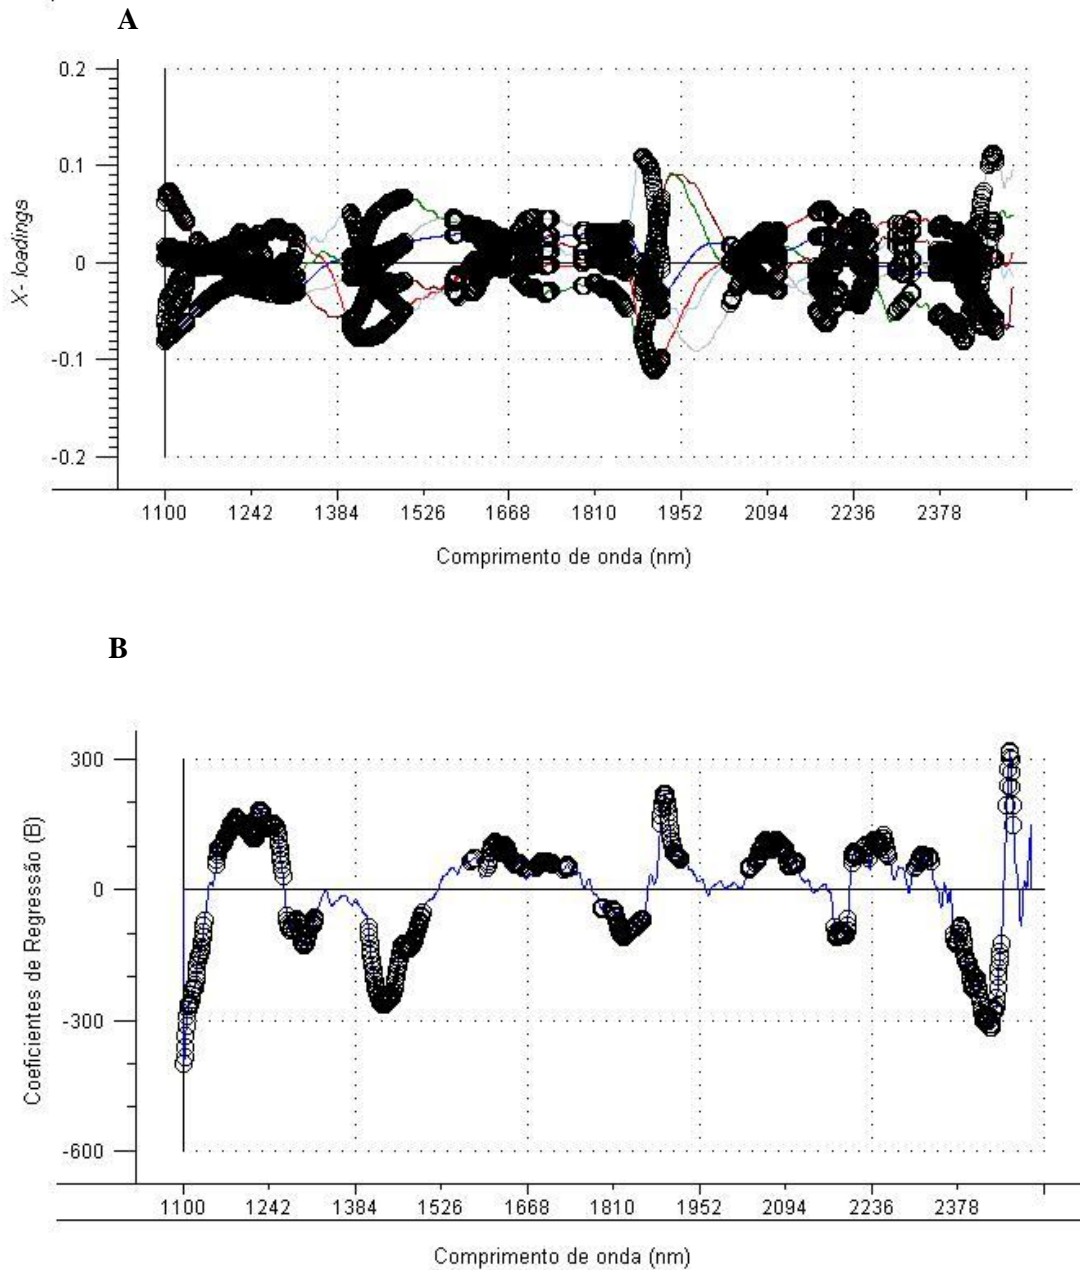 A
0.2
0.1
0
-0.1
-0.2
X- loadings
1100 1242 1384 1526 1668 1810 1952 2094 2236 2378
Comprimento de onda (nm)
B
300
0
-300
-600
Coeficientes de Regressão (B)
1100 1242 1384 1526 1668 1810 1952 2094 2236 2378
Comprimento de onda (nm)